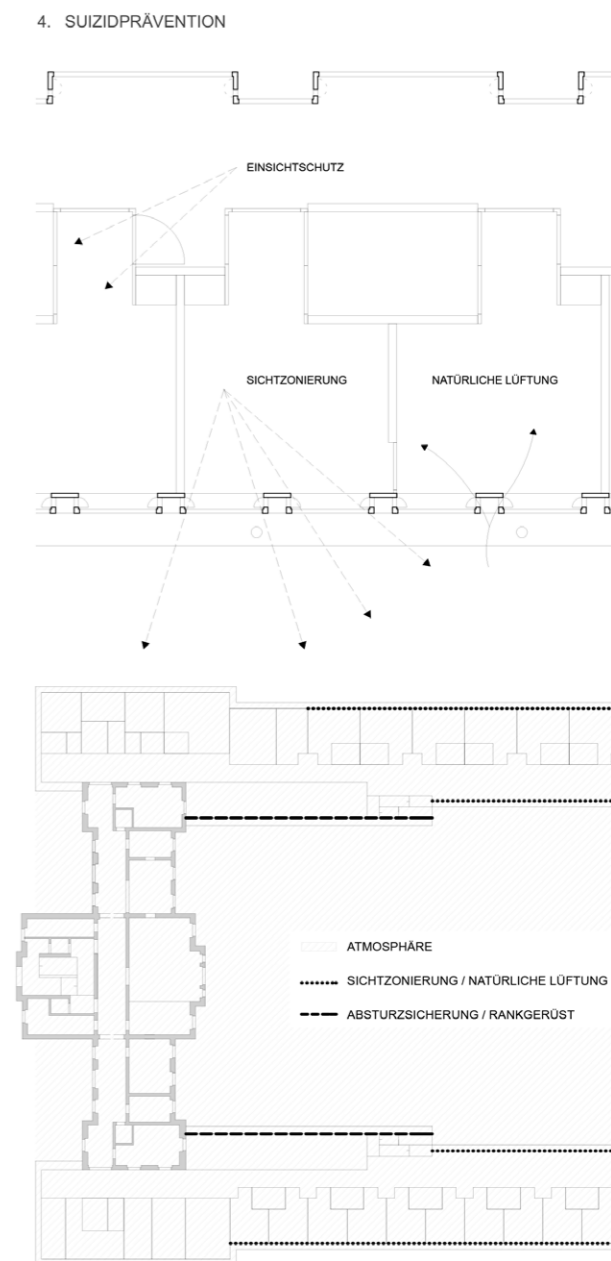 4. SUIZIDPRÄVENTION
EINSICHTSCHUTZ
SICHTZONIERUNG
NATÜRLICHE LÜFTUNG
ATMOSPHÄRE
SICHTZONIERUNG / NATÜRLICHE LÜFTUNG
ABSTURZSICHERUNG / RANKGERÜST